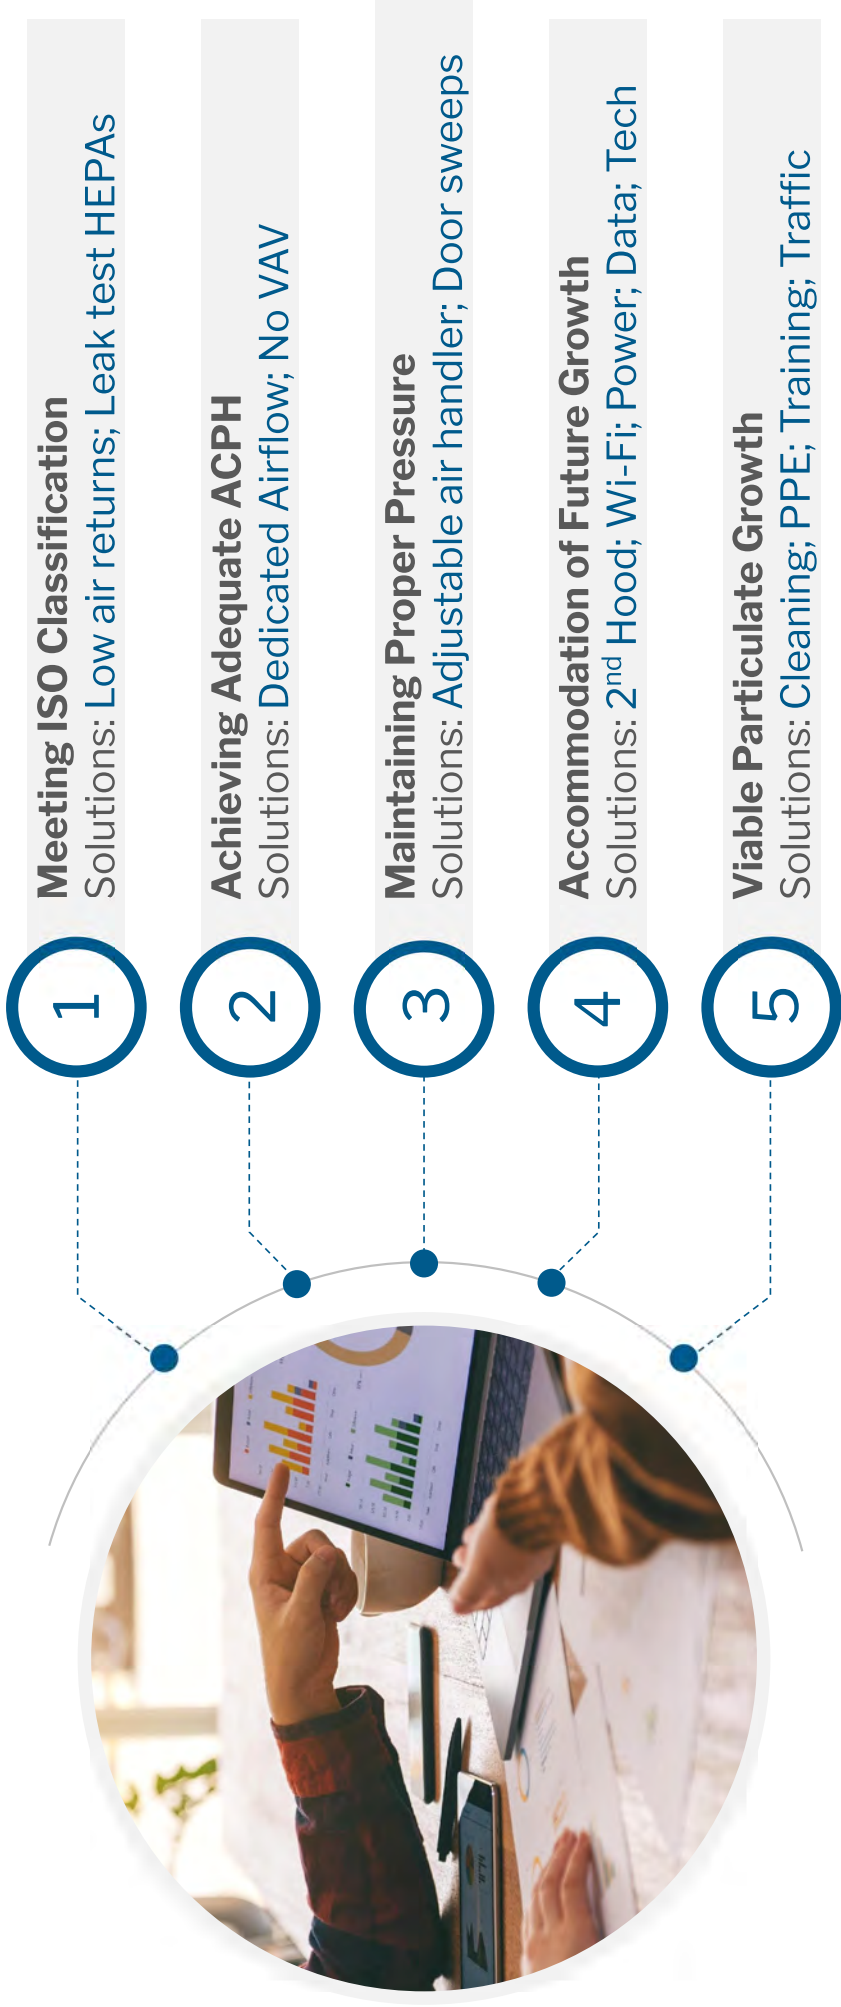 1
Meeting ISO Classification
Solutions: Low air returns; Leak test HEPAs
2
Achieving Adequate ACPH
Solutions: Dedicated Airflow; No VAV
3
Maintaining Proper Pressure
Solutions: Adjustable air handler; Door sweeps
4
Accommodation of Future Growth
Solutions: 2nd Hood; Wi-Fi; Power; Data; Tech
5
Viable Particulate Growth
Solutions: Cleaning; PPE; Training; Traffic